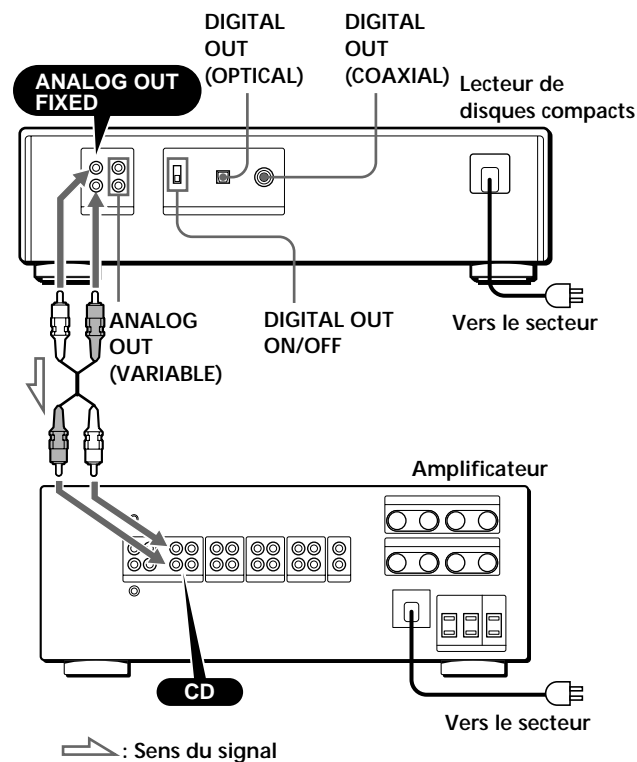 DIGITAL
OUT
(OPTICAL)
DIGITAL
OUT
(COAXIAL)
ANALOG OUT
FIXED
Lecteur de
disques compacts
ANALOG
OUT
(VARIABLE)
DIGITAL OUT
ON/OFF
Vers le secteur
Amplificateur
CD
Vers le secteur
: Sens du signal